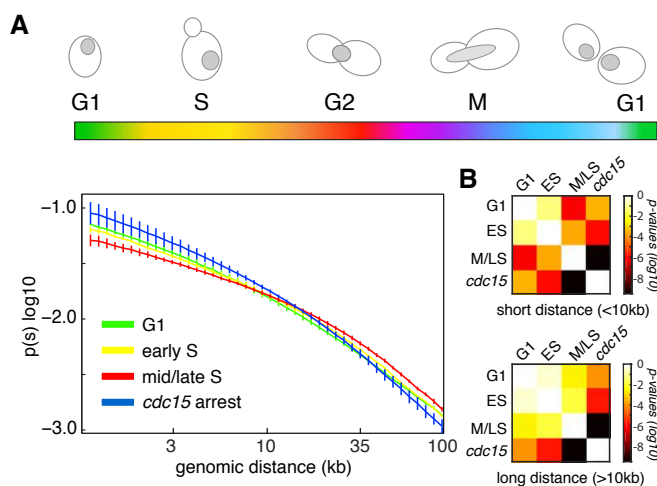 A
G1 S G2 M G1
p(s) log10
−1.0
−2.0
−3.0
G1
early S
mid/late S
cdc15 arrest
3 10 35 100
genomic distance (kb)
B
G1 ES M/LS cdc15
G1
ES
M/LS
cdc15
0
−2
−4
−6
−8
p-values (log10)
short distance (<10kb)
G1 ES M/LS cdc15
G1
ES
M/LS
cdc15
0
−2
−4
−6
−8
p-values (log10)
long distance (>10kb)